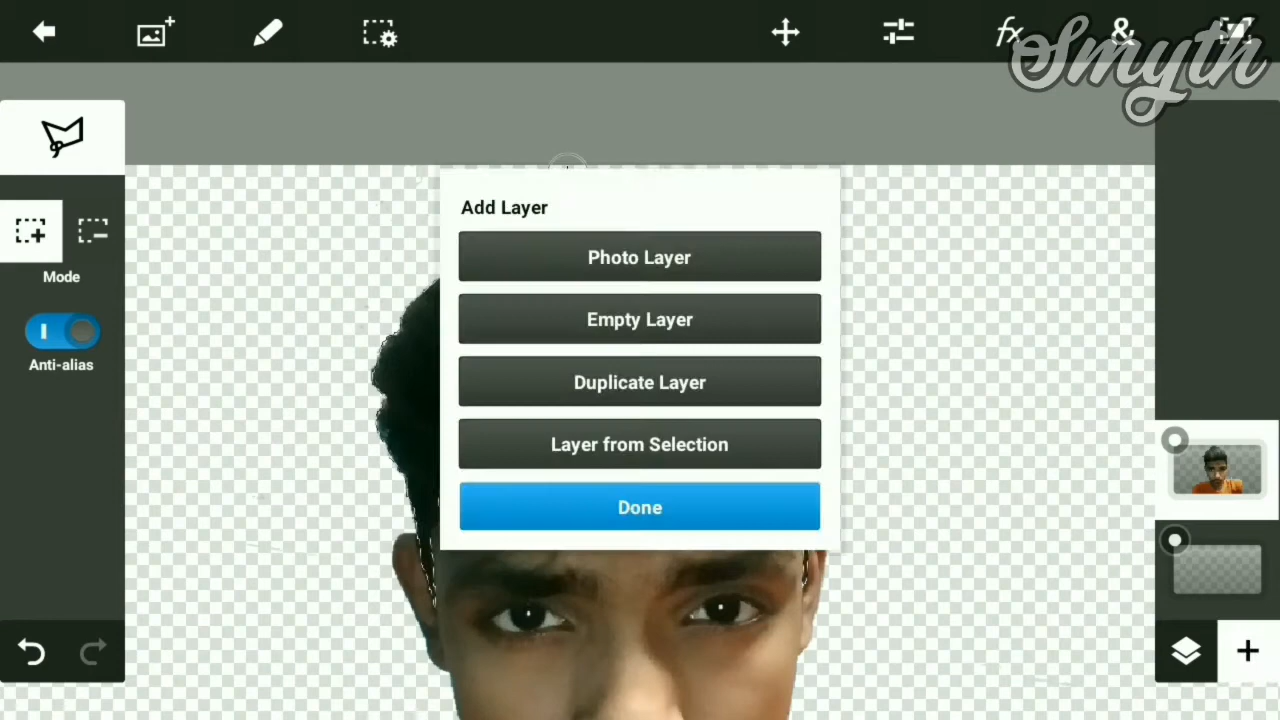 fx
&
Smyth
Mode
Anti-alias
Add Layer
Photo Layer
Empty Layer
Duplicate Layer
Layer from Selection
Done